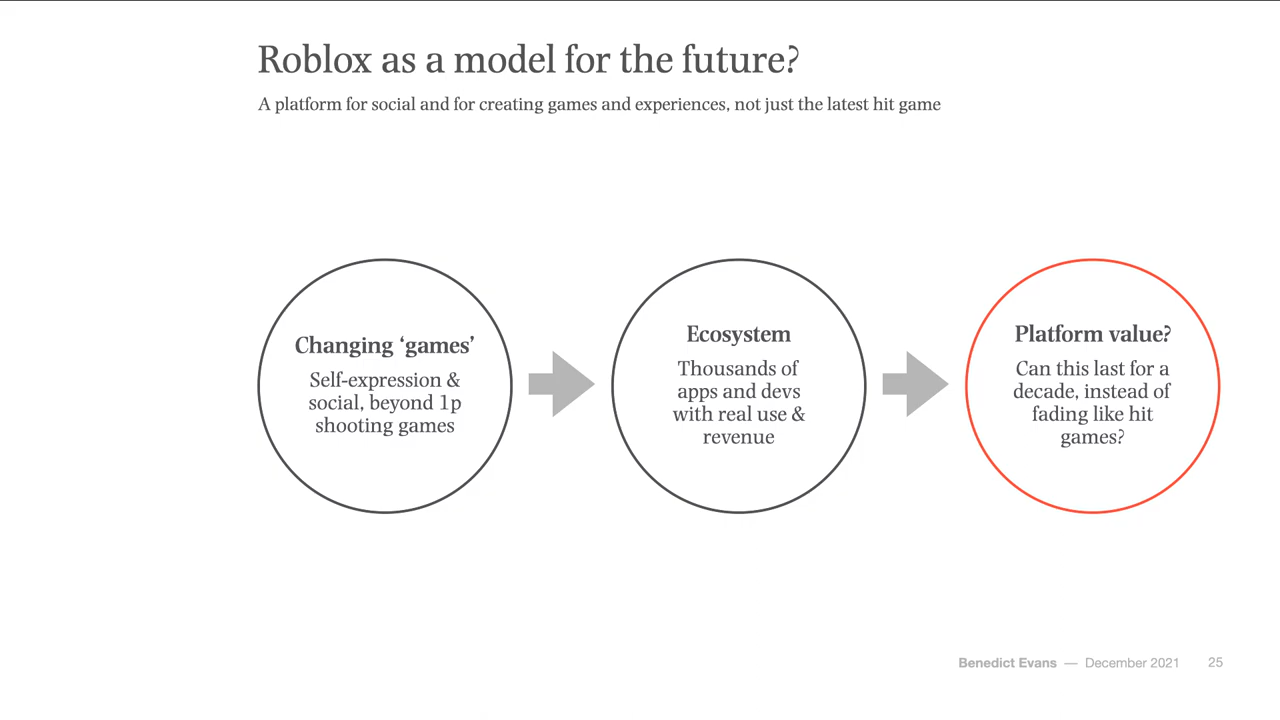 Roblox as a model for the future?
A platform for social and for creating games and experiences, not just the latest hit game
Changing ‘games’
Self-expression &
social, beyond 1p
shooting games
Ecosystem
Thousands of
apps and devs
with real use &
revenue
Platform value?
Can this last for a
decade, instead of
fading like hit
games?
Benedict Evans — December 2021 25